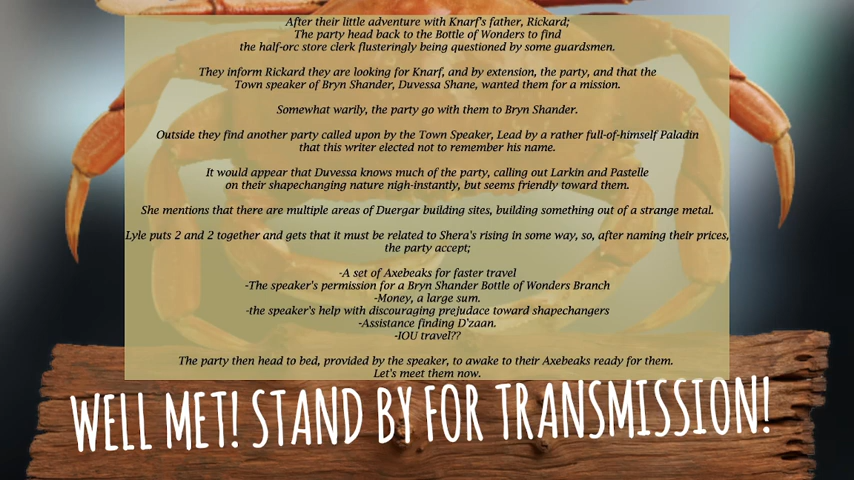 After their little adventure with Knarf's father, Rickard;
The party head back to the Bottle of Wonders to find
the half-orc store clerk flusteringly being questioned by some guardsmen.
They inform Rickard they are looking for Knarf, and by extension, the party, and that the
Town speaker of Bryn Shander, Duvessa Shane, wanted them for a mission.
Somewhat warily, the party go with them to Bryn Shander.
Outside they find another party called upon by the Town Speaker, Lead by a rather full-of-himself Paladin
that this writer elected not to remember his name.
It would appear that Duvessa knows much of the party, calling out Larkin and Pastelle
on their shapechanging nature nigh-instantly, but seems friendly toward them.
She mentions that there are multiple areas of Duergar building sites, building something out of a strange metal.
Lyle puts 2 and 2 together and gets that it must be related to Shera's rising in some way, so, after naming their prices,
the party accept;
-A set of Axebeaks for faster travel
-The speaker's permission for a Bryn Shander Bottle of Wonders Branch
-Money, a large sum.
-the speaker's help with discouraging prejudace toward shapechangers
-Assistance finding D'zaan.
-IOU travel??
The party then head to bed, provided by the speaker, to awake to their Axebeaks ready for them.
Let's meet them now.
WELL MET! STAND BY FOR TRANSMISSION!